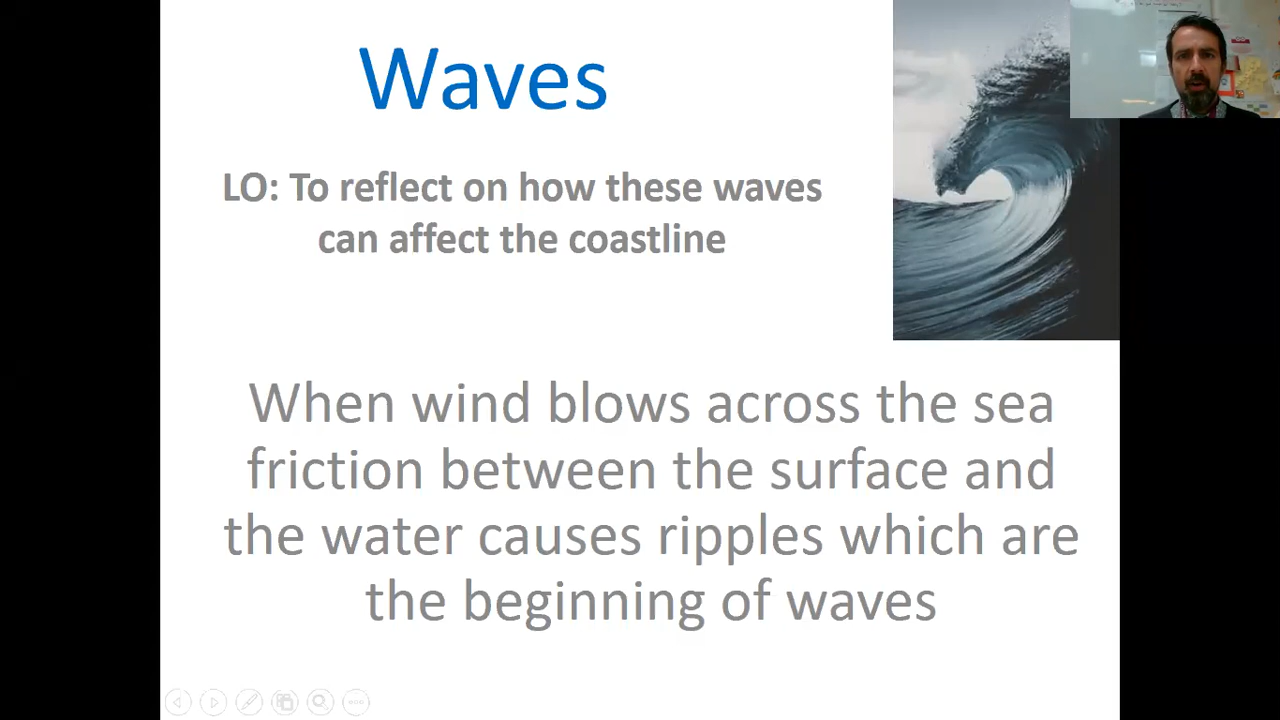 Waves
LO: To reflect on how these waves
can affect the coastline
When wind blows across the sea
friction between the surface and
the water causes ripples which are
the beginning of waves